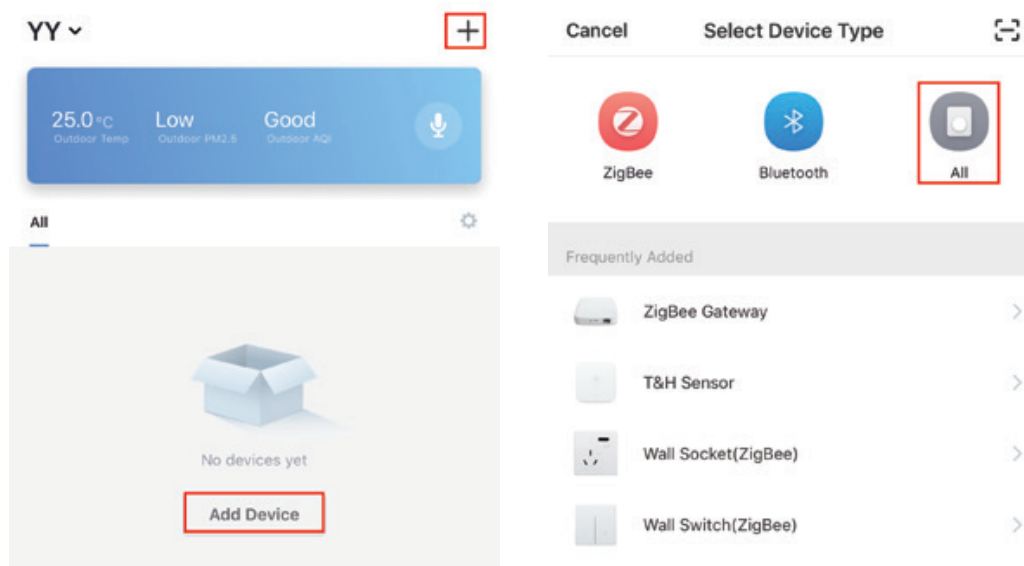 YY
25.0 °C Low Good
Outdoor Temp Outdoor PM2.5 Outdoor AQI
All
No devices yet
Add Device
Cancel Select Device Type
ZigBee Bluetooth All
Frequently Added
ZigBee Gateway
T&H Sensor
Wall Socket(ZigBee)
Wall Switch(ZigBee)